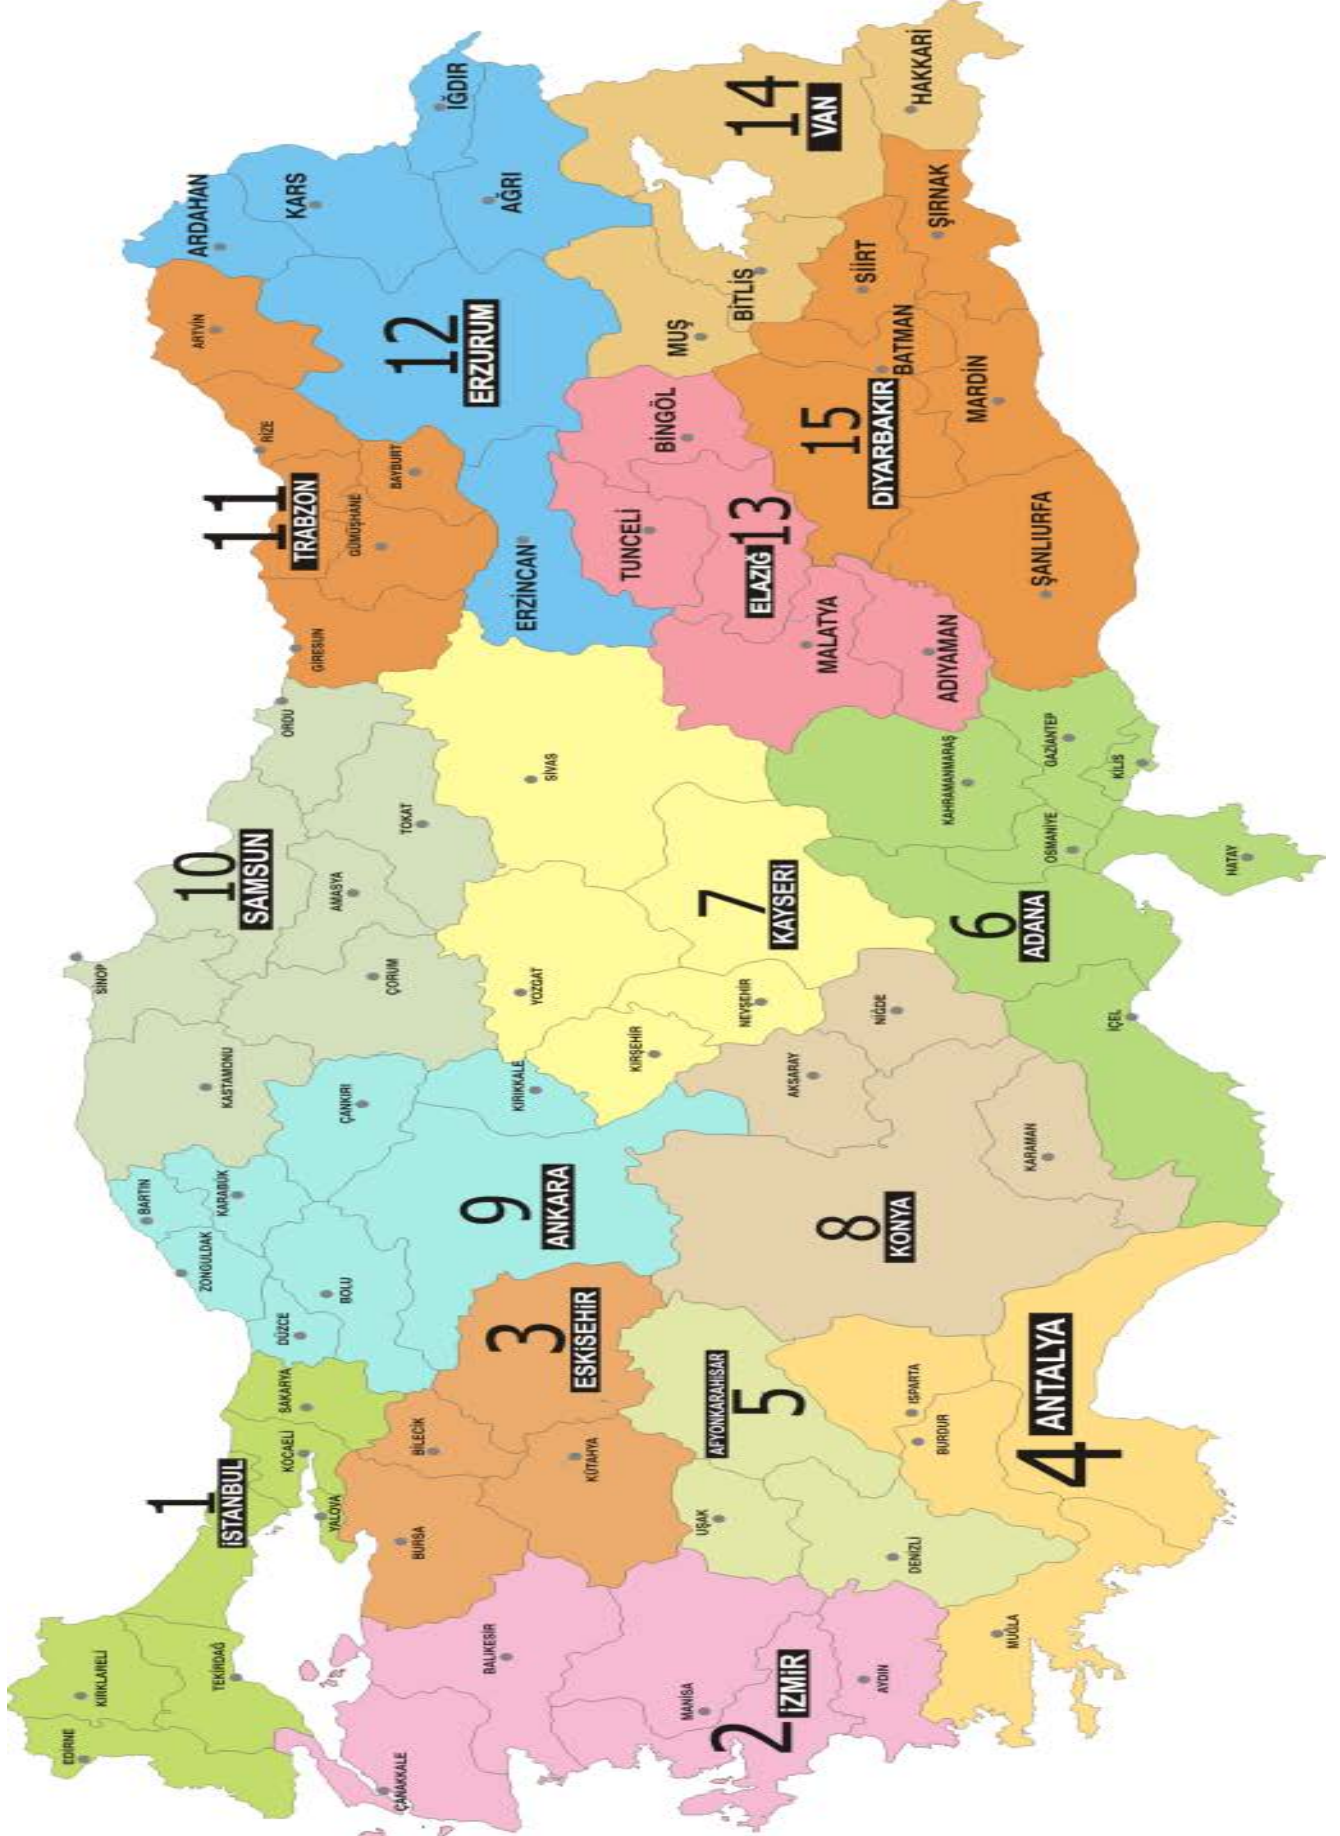 1
İSTANBUL
EDİRNE
KIRKLARELİ
TEKİRDAĞ
YALOVA
KOCAELİ
SAKARYA
2
İZMİR
ÇANAKKALE
BALIKESİR
MANİSA
AYDIN
3
ESKİSEHİR
BURSA
BİLECİK
KÜTAHYA
4
ANTALYA
MUĞLA
BURDUR
ISPARTA
5
AFYONKARAHİSAR
UŞAK
DENİZLİ
6
ADANA
İÇEL
HATAY
OSMANİYE
KAHRAMANMARAŞ
GAZİANTEP
KİLİS
7
KAYSERİ
KIRŞEHİR
NEVŞEHİR
YOZGAT
SİVAS
8
KONYA
KARAMAN
AKSARAY
NİĞDE
9
ANKARA
DÜZCE
BOLU
ZONGULDAK
BARTIN
KARABÜK
ÇANKIRI
KIRIKKALE
10
SAMSUN
KASTAMONU
SİNOP
ÇORUM
AMASYA
TOKAT
ORDU
11
TRABZON
GİRESUN
GÜMÜŞHANE
BAYBURT
RİZE
ARTVİN
12
ERZURUM
ERZİNCAN
ARDAHAN
KARS
IĞDIR
AĞRI
13
ELAZIĞ
MALATYA
ADIYAMAN
TUNCELİ
BİNGÖL
14
VAN
MUŞ
BİTLİS
HAKKARİ
15
DİYARBAKIR
ŞANLIURFA
MARDİN
BATMAN
SİİRT
ŞIRNAK